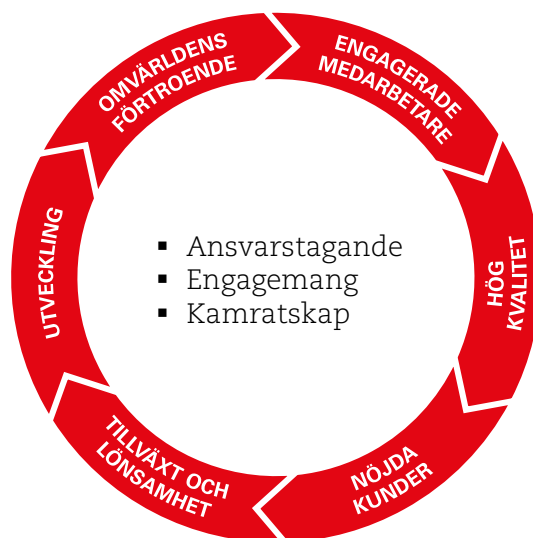 OMVÄRLDENS
FÖRTROENDE
ENGAGERADE
MEDARBETARE
HÖG
KVALITET
NÖJDA
KUNDER
TILLVÄXT OCH
LÖNSAMHET
UTVECKLING
▪ Ansvarstagande
▪ Engagemang
▪ Kamratskap